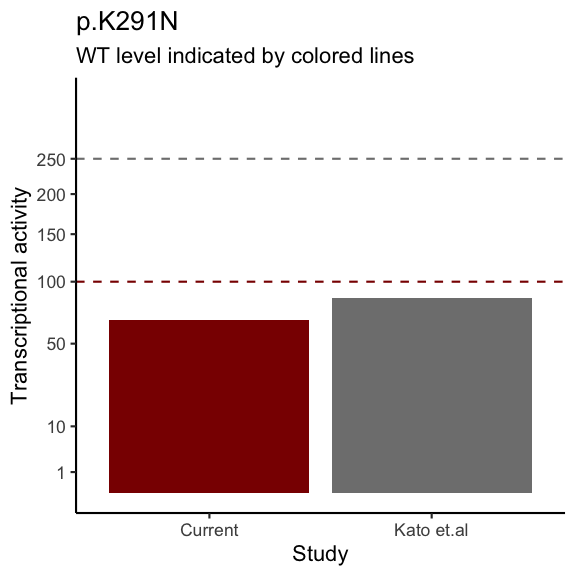 p.K291N
WT level indicated by colored lines
Transcriptional activity
250
200
150
100
50
10
1
Current
Kato et.al
Study